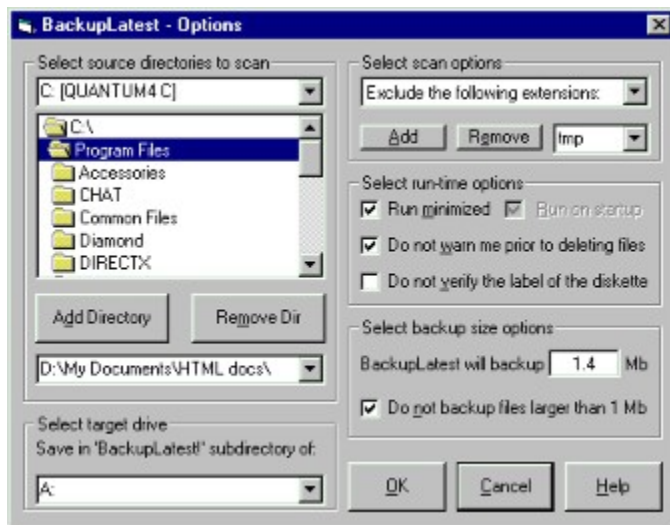 BackupLatest - Options
Select source directories to scan
C: [QUANTUM4 C]
C:\
Program Files
Accessories
CHAT
Common Files
Diamond
DIRECTX
Add Directory
Remove Dir
D:\My Documents\HTML docs\
Select target drive
Save in 'BackupLatest!' subdirectory of:
A:
Select scan options
Exclude the following extensions:
Add
Remove
tmp
Select run-time options
Run minimized
Run on startup
Do not warn me prior to deleting files
Do not verify the label of the diskette
Select backup size options
BackupLatest will backup 1.4 Mb
Do not backup files larger than 1 Mb
OK
Cancel
Help